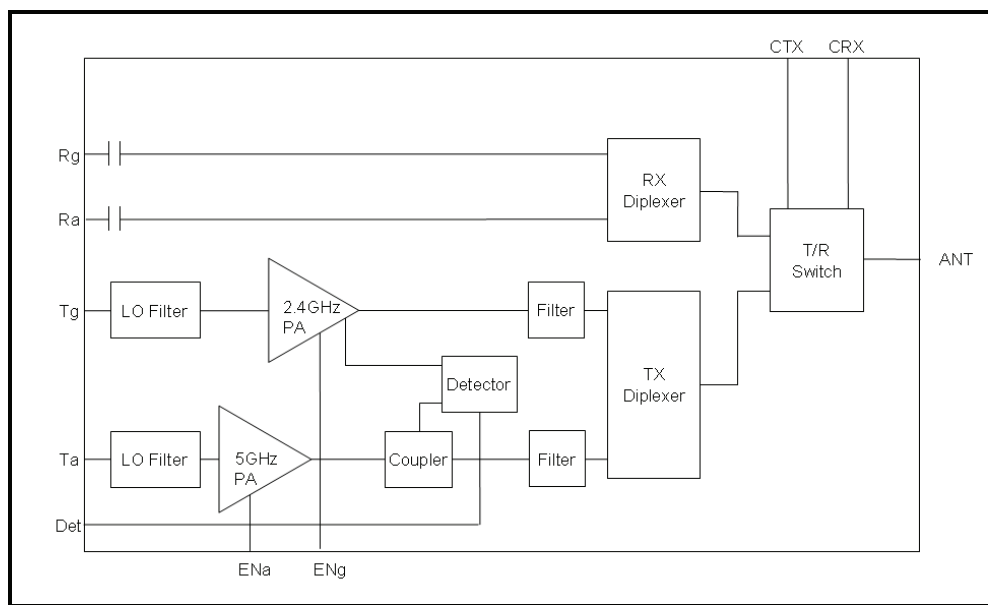 CTX CRX
Rg
RX
Diplexer
Ra
T/R
Switch
ANT
Tg
LO Filter
2.4GHz
PA
Filter
Detector
TX
Diplexer
Ta
LO Filter
5GHz
PA
Coupler
Filter
Det
ENa ENg